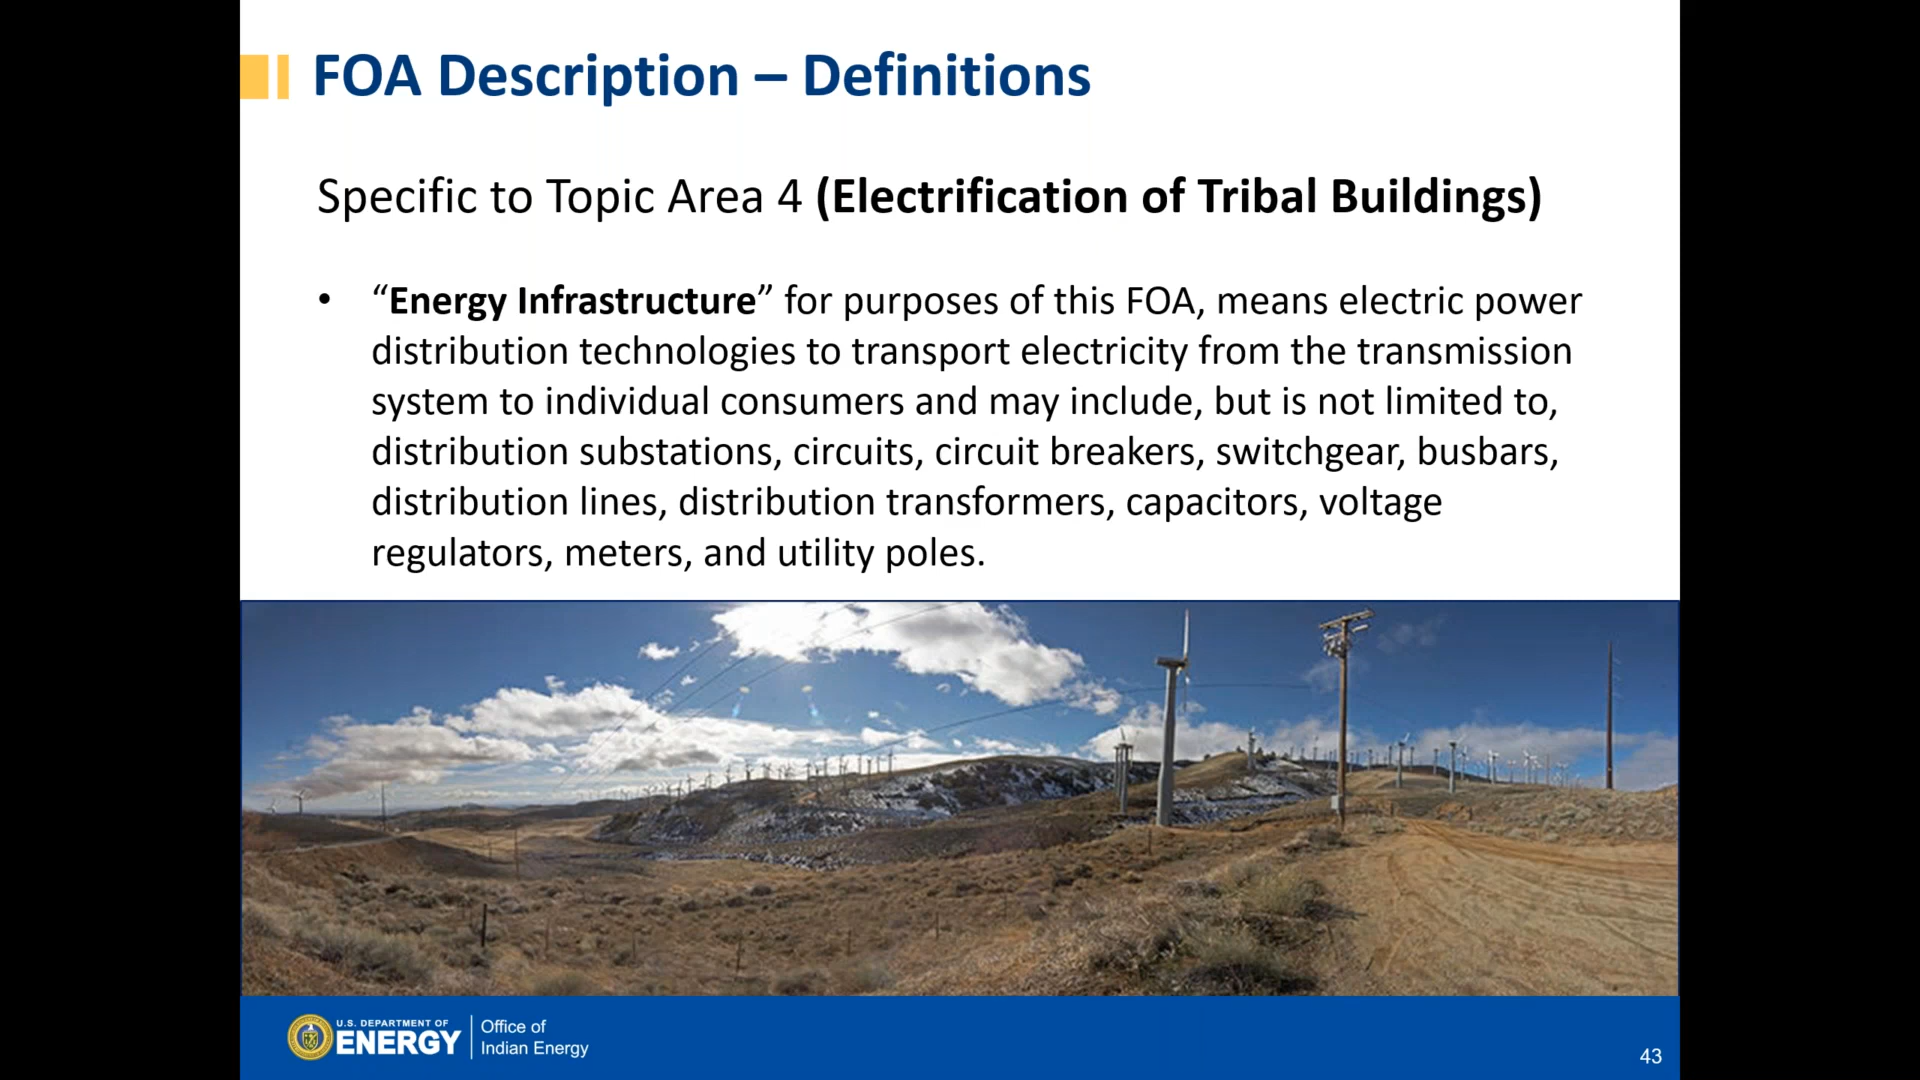 FOA Description – Definitions
Specific to Topic Area 4 (Electrification of Tribal Buildings)
• “Energy Infrastructure” for purposes of this FOA, means electric power
distribution technologies to transport electricity from the transmission
system to individual consumers and may include, but is not limited to,
distribution substations, circuits, circuit breakers, switchgear, busbars,
distribution lines, distribution transformers, capacitors, voltage
regulators, meters, and utility poles.
U.S. DEPARTMENT OF
ENERGY
Office of
Indian Energy
43